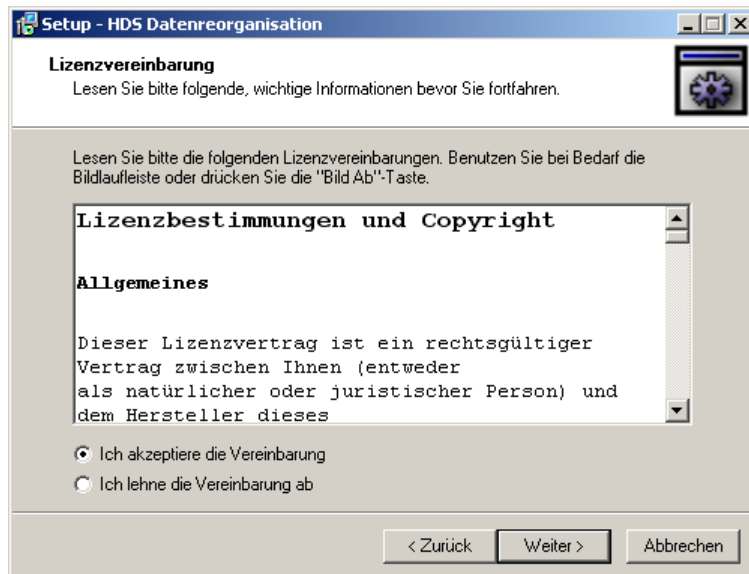 Setup - HDS Datenreorganisation
Lizenzvereinbarung
Lesen Sie bitte folgende, wichtige Informationen bevor Sie fortfahren.
Lesen Sie bitte die folgenden Lizenzvereinbarungen. Benutzen Sie bei Bedarf die
Bildlaufleiste oder drücken Sie die "Bild Ab"-Taste.
Lizenzbestimmungen und Copyright
Allgemeines
Dieser Lizenzvertrag ist ein rechtsgültiger
Vertrag zwischen Ihnen (entweder
als natürlicher oder juristischer Person) und
dem Hersteller dieses
Ich akzeptiere die Vereinbarung
Ich lehne die Vereinbarung ab
< Zurück
Weiter >
Abbrechen